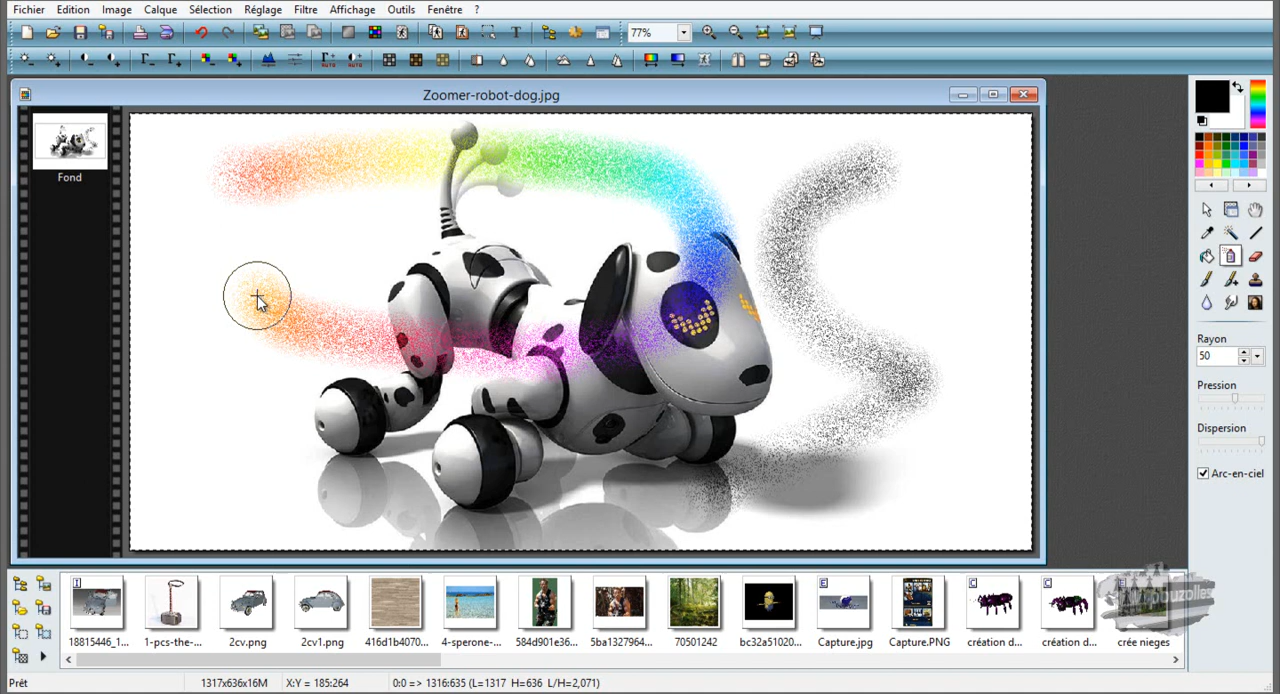 Fichier Edition Image Calque Sélection Réglage Filtre Affichage Outils Fenêtre ?
T 77%
AUTO AUTO
Zoomer-robot-dog.jpg
Fond
Rayon
50
Pression
Dispersion
Arc-en-ciel
18815446_1... 1-pcs-the-... 2cv.png 2cv1.png 416d1b4070... 4-sperone-... 584d901e36... 5ba1327964... 70501242 bc32a51020... Capture.jpg Capture.PNG création d... création d... crée nieges
Prêt 1317x636x16M X:Y = 185:264 0:0 => 1316:635 (L=1317 H=636 L/H=2,071)